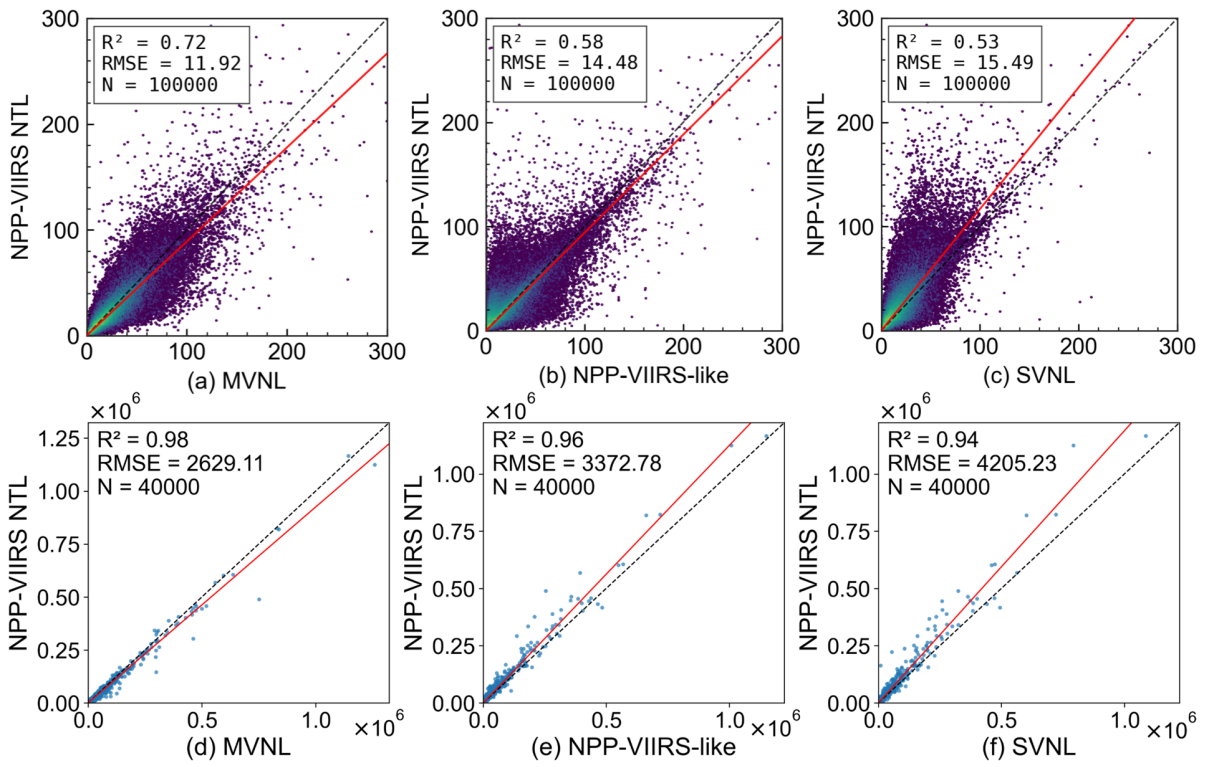 R² = 0.72
RMSE = 11.92
N = 100000
NPP-VIIRS NTL
300
200
100
0
0 100 200 300
(a) MVNL
R² = 0.58
RMSE = 14.48
N = 100000
NPP-VIIRS NTL
300
200
100
0
0 100 200 300
(b) NPP-VIIRS-like
R² = 0.53
RMSE = 15.49
N = 100000
NPP-VIIRS NTL
300
200
100
0
0 100 200 300
(c) SVNL
×10⁶
R² = 0.98
RMSE = 2629.11
N = 40000
NPP-VIIRS NTL
1.25
1.00
0.75
0.50
0.25
0.00
0.0 0.5 1.0 ×10⁶
(d) MVNL
×10⁶
R² = 0.96
RMSE = 3372.78
N = 40000
NPP-VIIRS NTL
1.00
0.75
0.50
0.25
0.00
0.0 0.5 1.0 ×10⁶
(e) NPP-VIIRS-like
×10⁶
R² = 0.94
RMSE = 4205.23
N = 40000
NPP-VIIRS NTL
1.00
0.75
0.50
0.25
0.00
0.0 0.5 1.0 ×10⁶
(f) SVNL